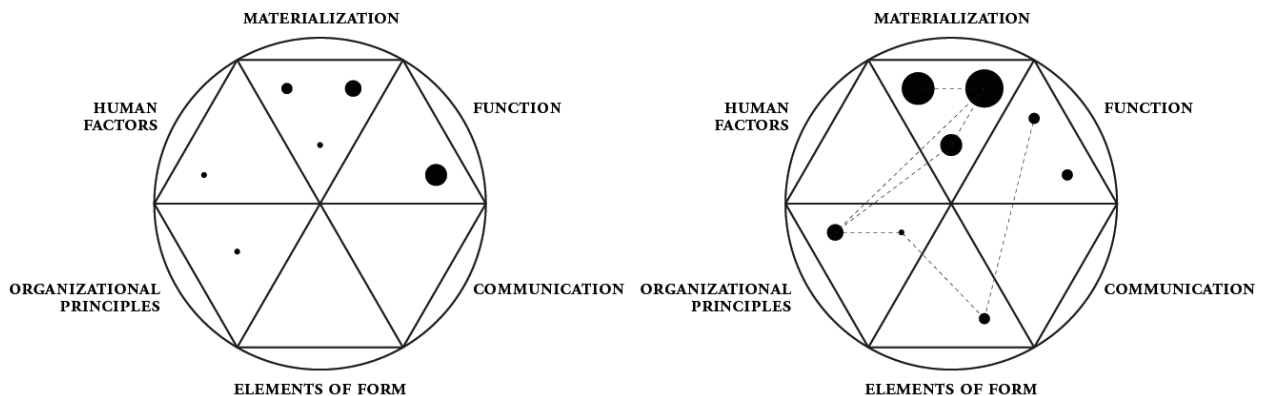 MATERIALIZATION
HUMAN
FACTORS
FUNCTION
ORGANIZATIONAL
PRINCIPLES
COMMUNICATION
ELEMENTS OF FORM
MATERIALIZATION
HUMAN
FACTORS
FUNCTION
ORGANIZATIONAL
PRINCIPLES
COMMUNICATION
ELEMENTS OF FORM